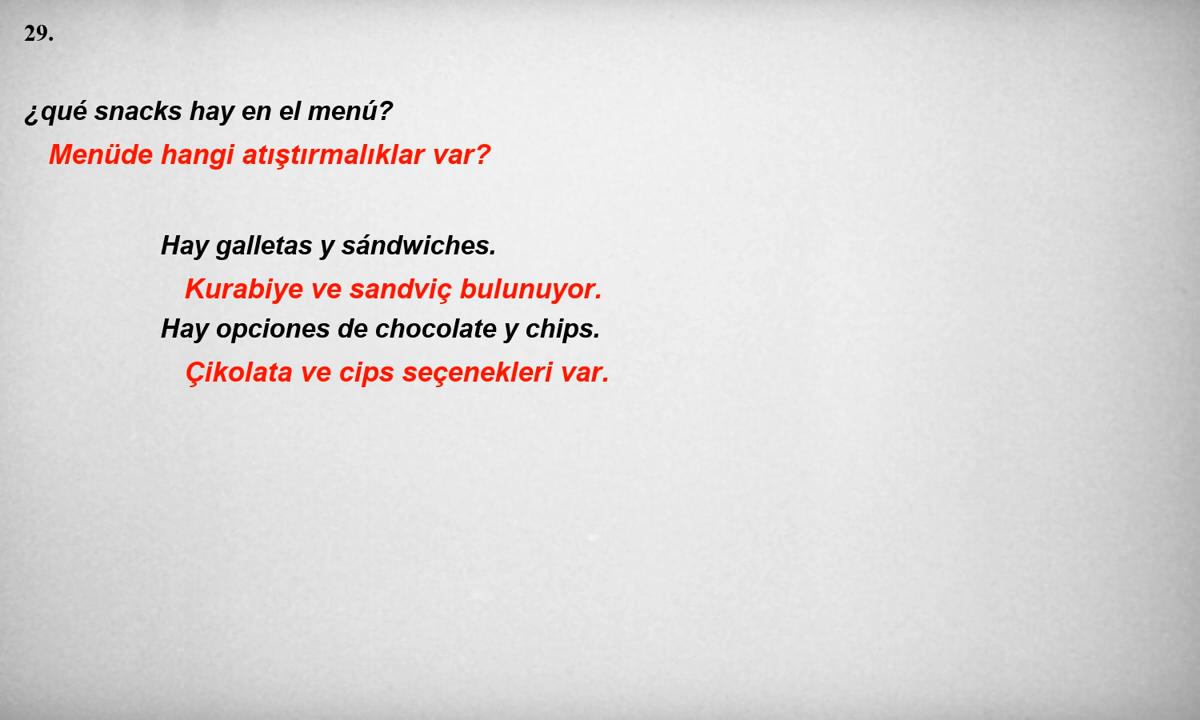 29.
¿qué snacks hay en el menú?
Menüde hangi atıştırmalıklar var?
Hay galletas y sándwiches.
Kurabiye ve sandviç bulunuyor.
Hay opciones de chocolate y chips.
Çikolata ve cips seçenekleri var.